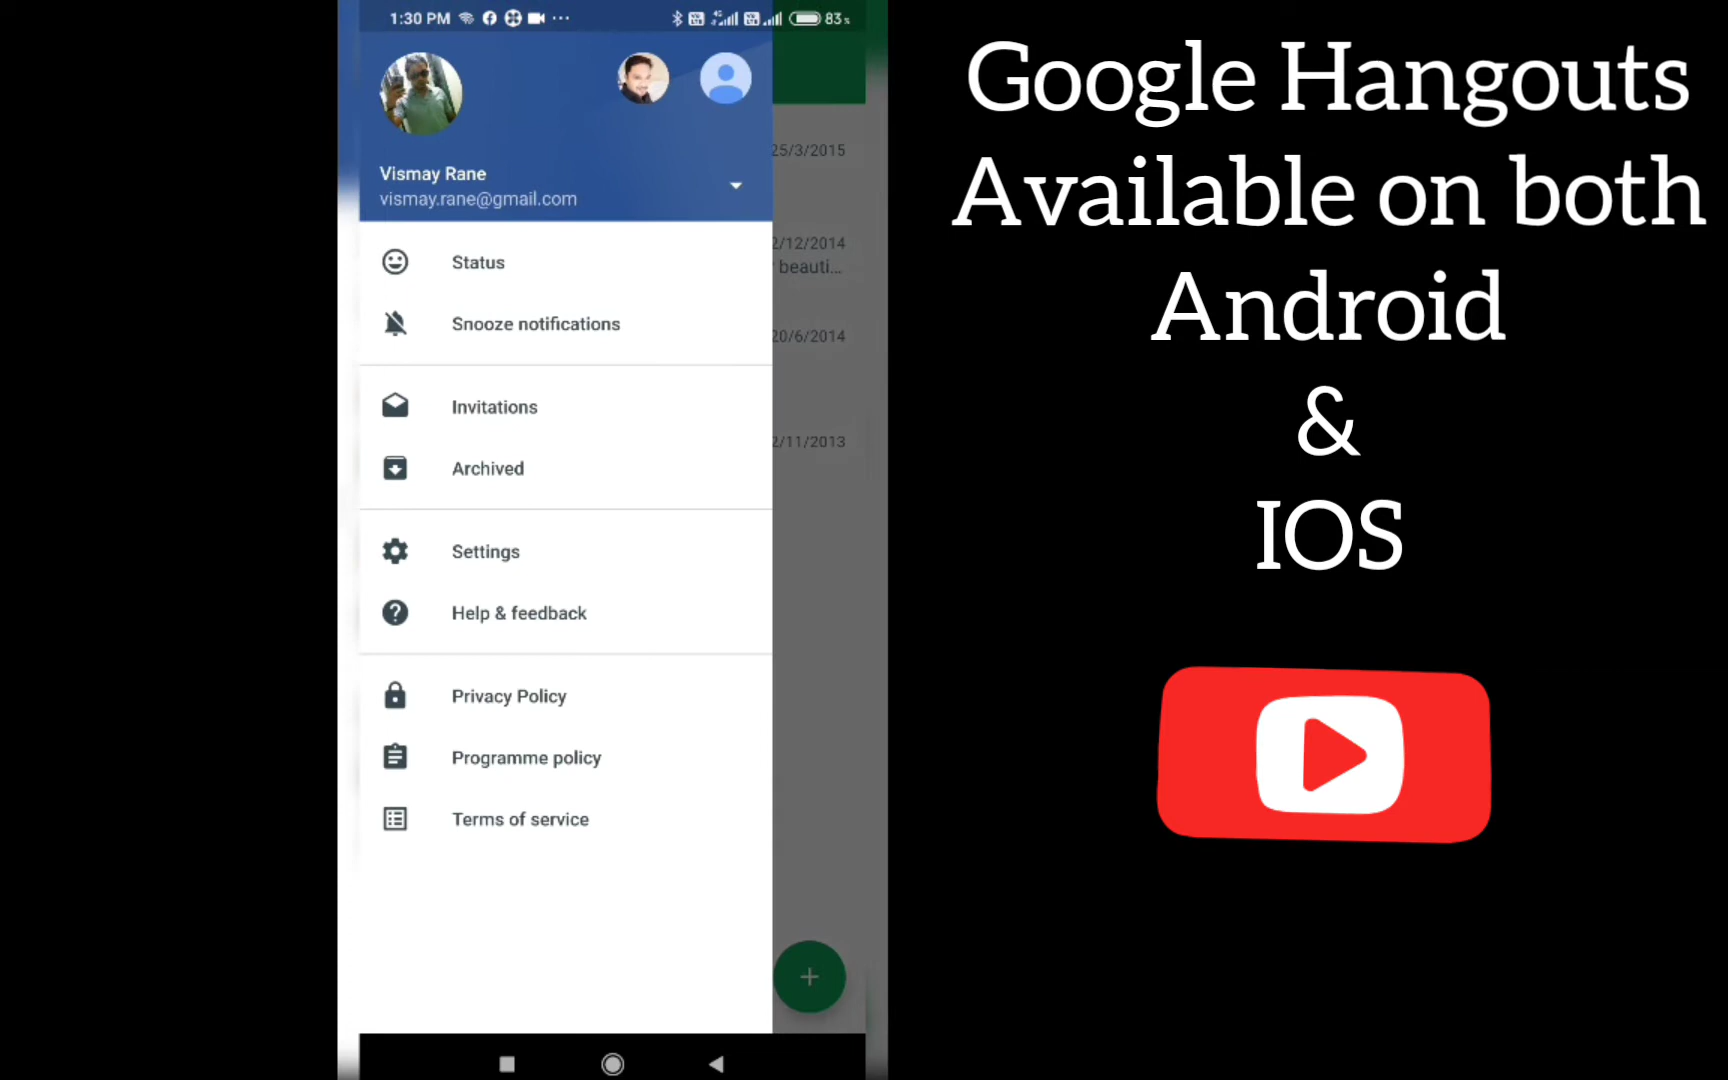 1:30 PM
83%
Vismay Rane
vismay.rane@gmail.com
Status
Snooze notifications
Invitations
Archived
Settings
Help & feedback
Privacy Policy
Programme policy
Terms of service
25/3/2015
2/12/2014
beauti...
20/6/2014
2/11/2013
Google Hangouts
Available on both
Android
&
IOS